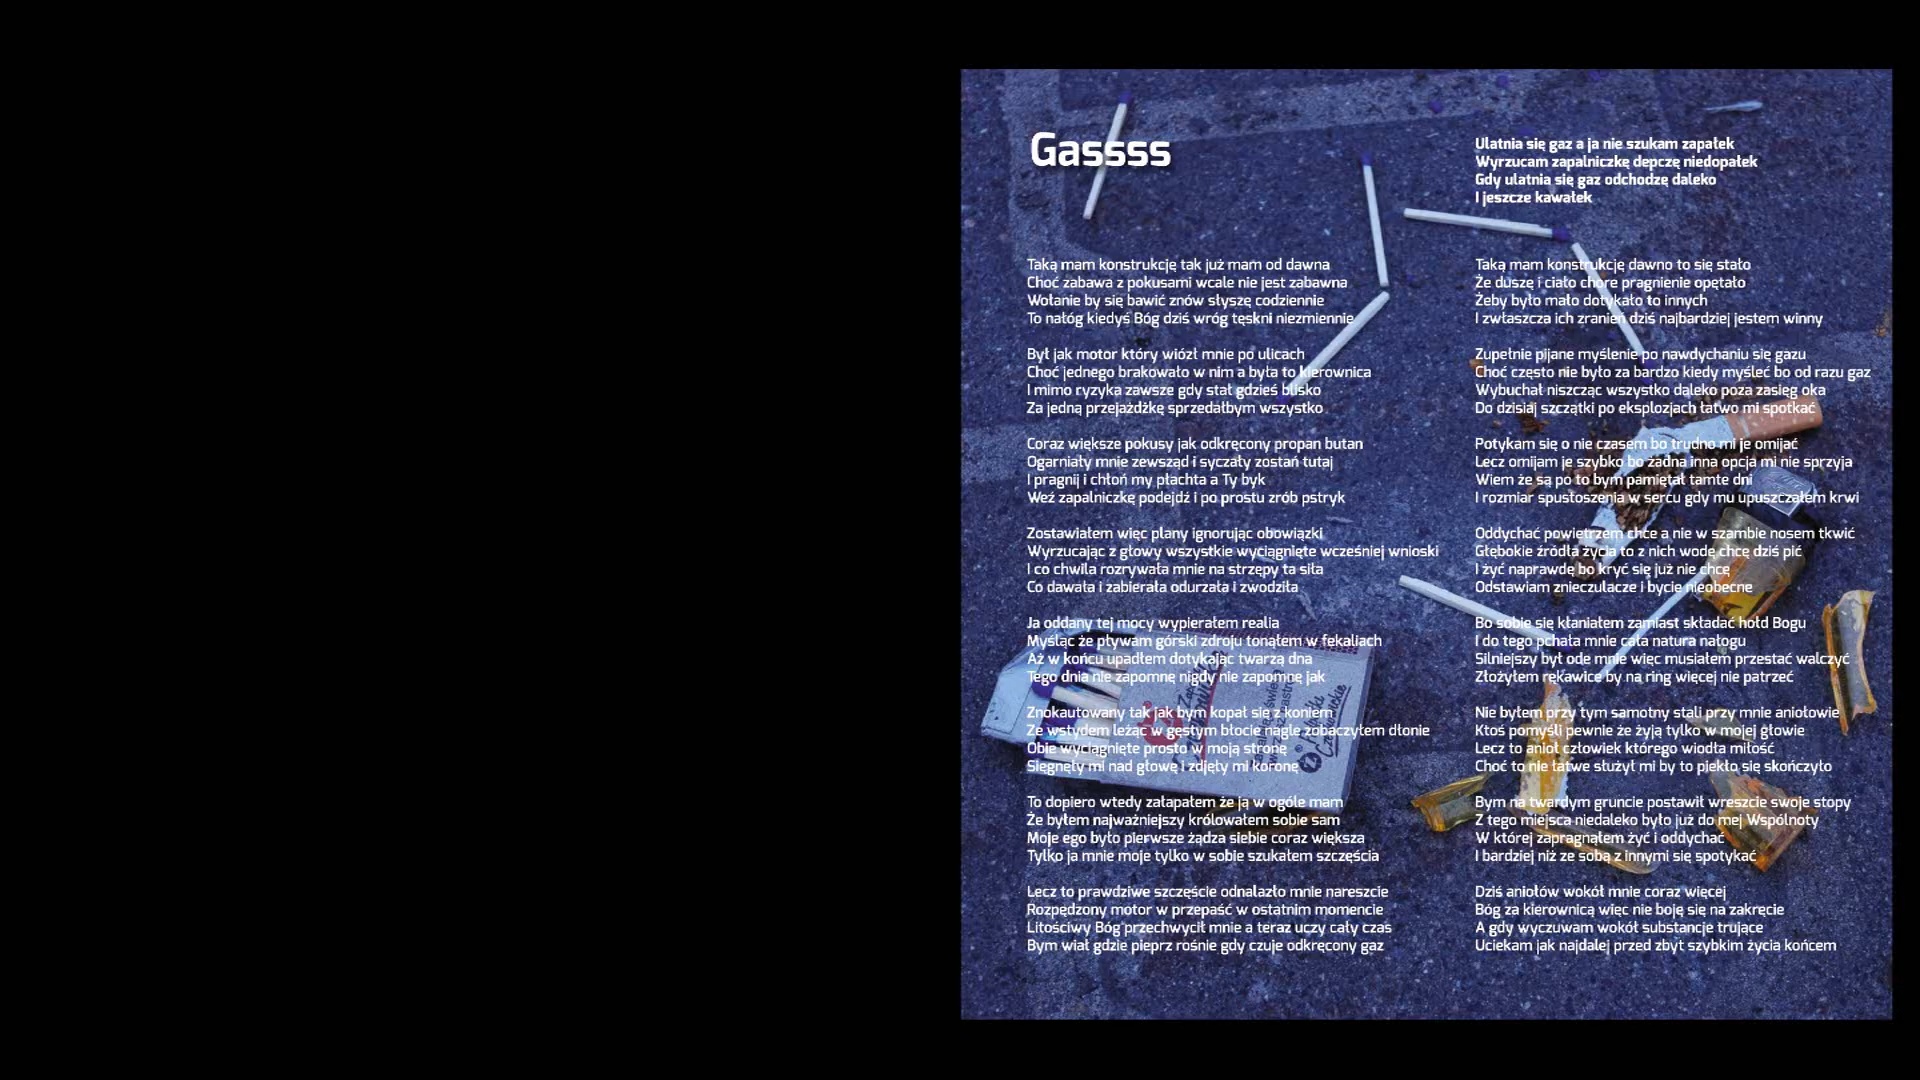 Gassss
Taką mam konstrukcję tak już mam od dawna
Choć zabawa z pokusami wcale nie jest zabawna
Wołanie by się bawić znów słyszę codziennie
To nałóg kiedyś Bóg dziś wróg tęskni niezmiennie
Był jak motor który wiózł mnie po ulicach
Choć jednego brakowało w nim a była to kierownica
I mimo ryzyka zawsze gdy stał gdzieś blisko
Za jedną przejażdżkę sprzedałbym wszystko
Coraz większe pokusy jak odkręcony propan butan
Ogarniały mnie zewsząd i syczały zostań tutaj
I pragnij i chłoń my płachta a Ty byk
Weź zapalniczkę podejdź i po prostu zrób pstryk
Zostawiałem więc plany ignorując obowiązki
Wyrzucając z głowy wszystkie wyciągnięte wcześniej wnioski
I co chwila rozrywała mnie na strzępy ta siła
Co dawała i zabierała odurzała i zwodziła
Ja oddany tej mocy wypierałem realia
Myśląc że pływam górski zdroju tonąłem w fekaliach
Aż w końcu upadłem dotykając twarzą dna
Tego dnia nie zapomnę nigdy nie zapomnę jak
Znokautowany tak jak bym kopał się z koniem
Ze wstydem leżąc w gęstym błocie nagle zobaczyłem dłonie
Obie wyciągnięte prosto w moją stronę
Sięgnęły mi nad głowę i zdjęły mi koronę
To dopiero wtedy załapałem że ją w ogóle mam
Że byłem najważniejszy królowałem sobie sam
Moje ego było pierwsze żądza siebie coraz większa
Tylko ja mnie moje tylko w sobie szukałem szczęścia
Lecz to prawdziwe szczęście odnalazło mnie nareszcie
Rozpędzony motor w przepaść w ostatnim momencie
Litościwy Bóg przechwycił mnie a teraz uczy cały czas
Bym wiał gdzie pieprz rośnie gdy czuje odkręcony gaz
Ulatnia się gaz a ja nie szukam zapałek
Wyrzucam zapalniczkę depczę niedopałek
Gdy ulatnia się gaz odchodzę daleko
I jeszcze kawałek
Taką mam konstrukcję dawno to się stało
Że duszę i ciało chore pragnienie opętało
Żeby było mało dotykało to innych
I zwłaszcza ich zranień dziś najbardziej jestem winny
Zupełnie pijane myślenie po nawdychaniu się gazu
Choć często nie było za bardzo kiedy myśleć bo od razu gaz
Wybuchał niszcząc wszystko daleko poza zasięg oka
Do dzisiaj szczątki po eksplozjach łatwo mi spotkać
Potykam się o nie czasem bo trudno mi je omijać
Lecz omijam je szybko bo żadna inna opcja mi nie sprzyja
Wiem że są po to bym pamiętał tamte dni
I rozmiar spustoszenia w sercu gdy mu upuszczałem krwi
Oddychać powietrzem chce a nie w szambie nosem tkwić
Głębokie źródła życia to z nich wodę chcę dziś pić
I żyć naprawdę bo kryć się już nie chcę
Odstawiam znieczulacze i bycie nieobecne
Bo sobie się kłaniałem zamiast składać hołd Bogu
I do tego pchała mnie cała natura nałogu
Silniejszy był ode mnie więc musiałem przestać walczyć
Złożyłem rękawice by na ring więcej nie patrzeć
Nie byłem przy tym samotny stali przy mnie aniołowie
Ktoś pomyśli pewnie że żyją tylko w mojej głowie
Lecz to anioł człowiek którego wiodła miłość
Choć to nie łatwe służył mi by to piekło się skończyło
Bym na twardym gruncie postawił wreszcie swoje stopy
Z tego miejsca niedaleko było już do mej Wspólnoty
W której zapragnąłem żyć i oddychać
I bardziej niż ze sobą z innymi się spotykać
Dziś aniołów wokół mnie coraz więcej
Bóg za kierownicą więc nie boję się na zakręcie
A gdy wyczuwam wokół substancje trujące
Uciekam jak najdalej przed zbyt szybkim życia końcem